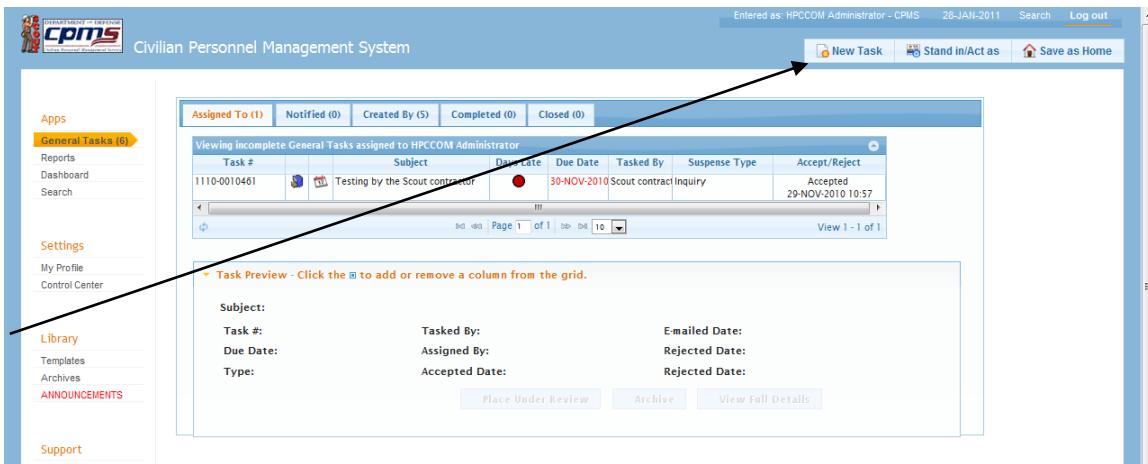 Entered as: HPCCOM Administrator - CPMS 28-JAN-2011 Search Log out
DEPARTMENT OF DEFENSE
cpms
Civilian Personnel Management System
New Task Stand in/Act as Save as Home
Apps
General Tasks (6)
Reports
Dashboard
Search
Settings
My Profile
Control Center
Library
Templates
Archives
ANNOUNCEMENTS
Support
Assigned To (1) Notified (0) Created By (5) Completed (0) Closed (0)
Viewing incomplete General Tasks assigned to HPCCOM Administrator
Task # Subject Days Late Due Date Tasked By Suspense Type Accept/Reject
1110-0010461 Testing by the Scout contractor 30-NOV-2010 Scout contract Inquiry Accepted
29-NOV-2010 10:57
Page 1 of 1 10 View 1 - 1 of 1
Task Preview - Click the to add or remove a column from the grid.
Subject:
Task #: Tasked By: E-mailed Date:
Due Date: Assigned By: Rejected Date:
Type: Accepted Date: Rejected Date:
Place Under Review Archive View Full Details